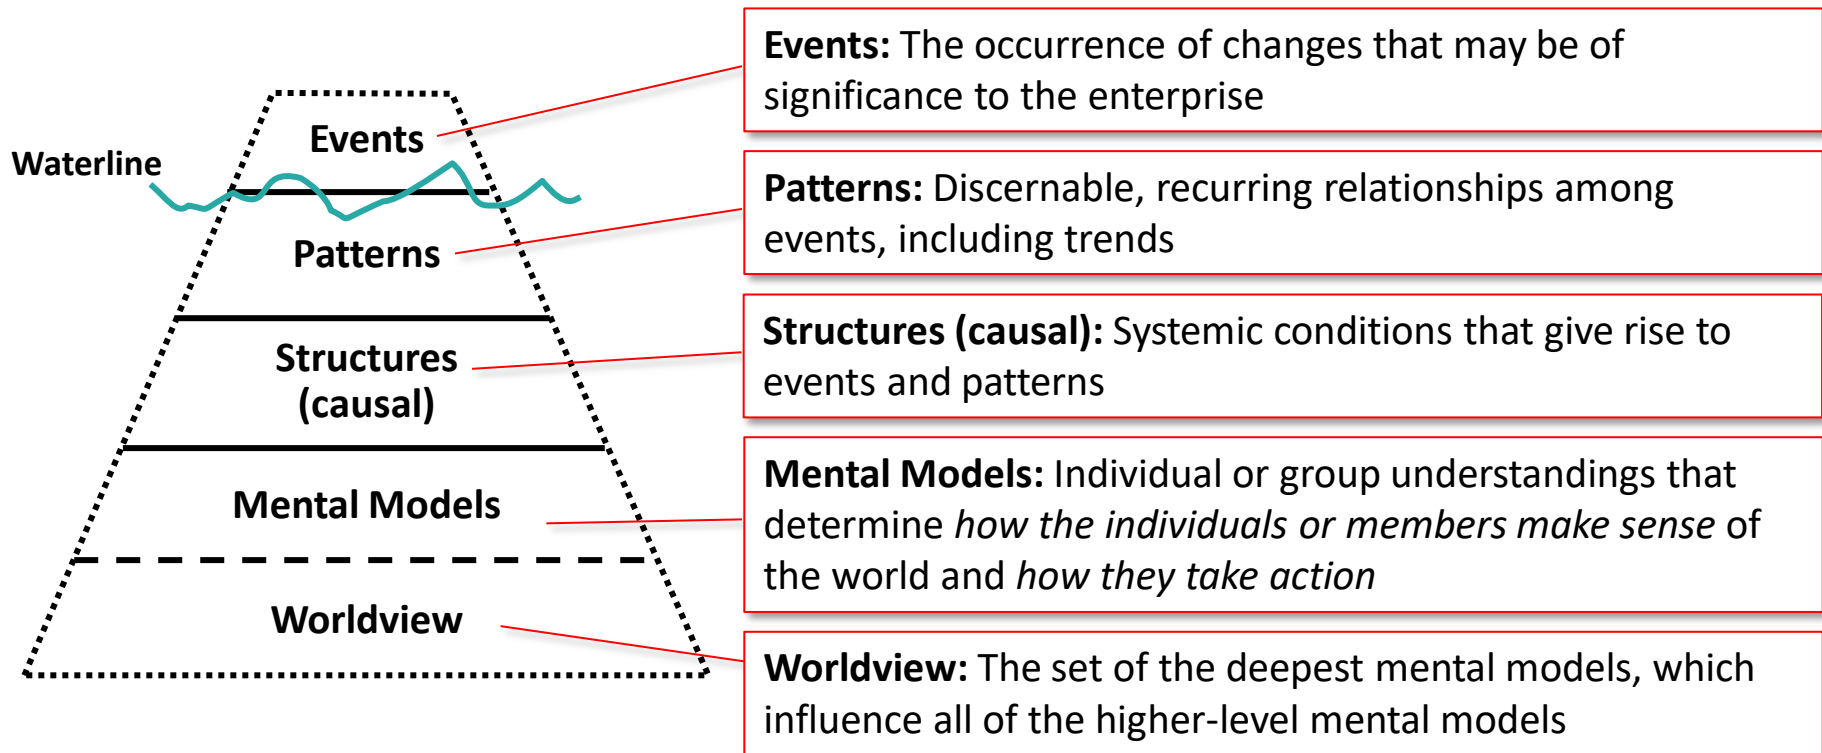 Events
Waterline
Patterns
Structures
(causal)
Mental Models
Worldview
Events: The occurrence of changes that may be of
significance to the enterprise
Patterns: Discernable, recurring relationships among
events, including trends
Structures (causal): Systemic conditions that give rise to
events and patterns
Mental Models: Individual or group understandings that
determine how the individuals or members make sense of
the world and how they take action
Worldview: The set of the deepest mental models, which
influence all of the higher-level mental models